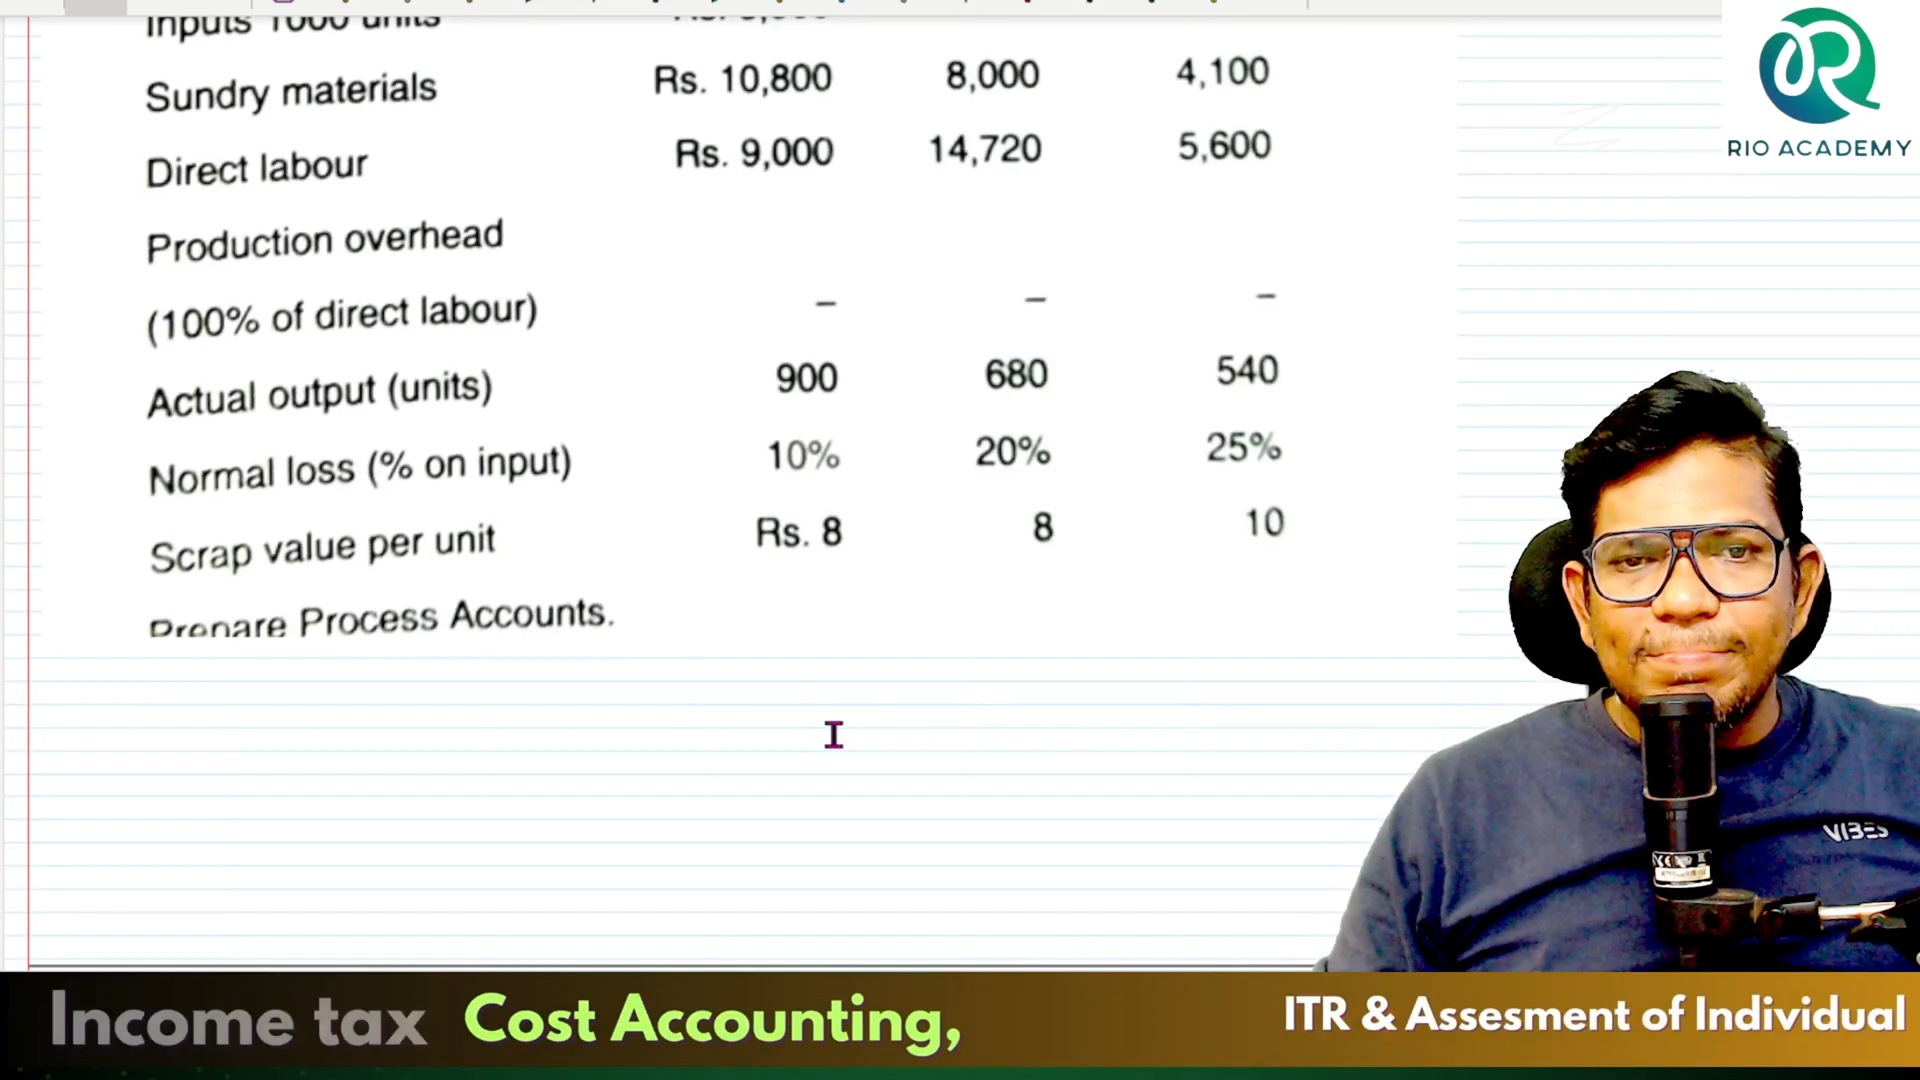 Inputs 1000 units
Sundry materials Rs. 10,800 8,000 4,100
Direct labour Rs. 9,000 14,720 5,600
Production overhead
(100% of direct labour) – – –
Actual output (units) 900 680 540
Normal loss (% on input) 10% 20% 25%
Scrap value per unit Rs. 8 8 10
Prepare Process Accounts.
RIO ACADEMY
VIBES
Income tax Cost Accounting, ITR & Assesment of Individual